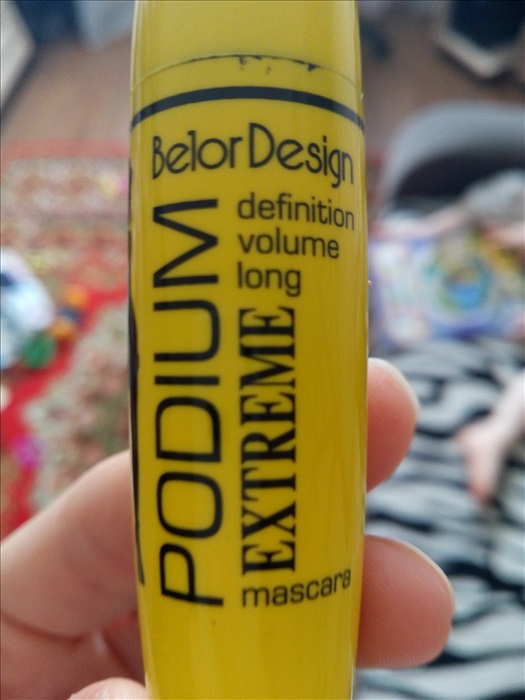 BelorDesign
PODIUM
definition
volume
long
EXTREME
mascara